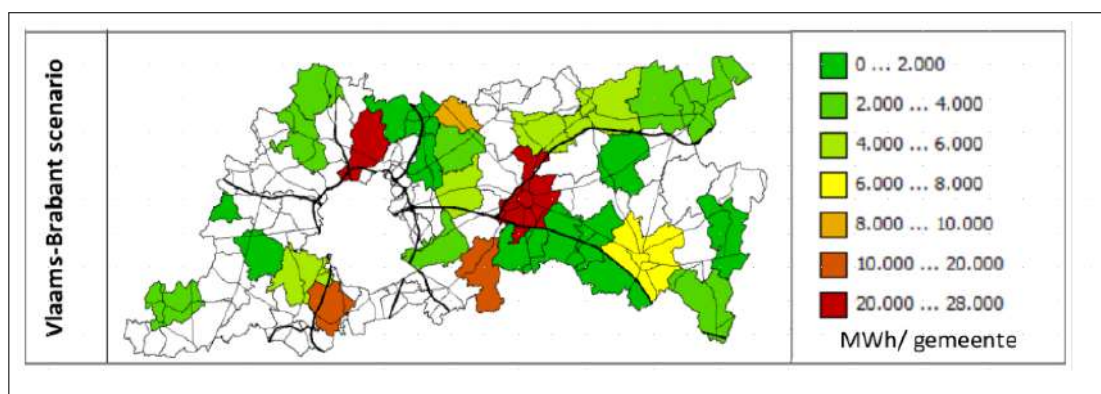 Vlaams-Brabant scenario
0 ... 2.000
2.000 ... 4.000
4.000 ... 6.000
6.000 ... 8.000
8.000 ... 10.000
10.000 ... 20.000
20.000 ... 28.000
MWh/ gemeente